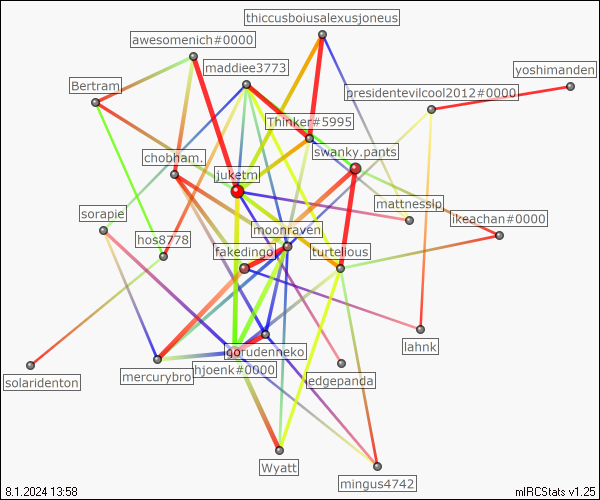 thiccusboiusalexusjoneus
awesomenich#0000
maddiee3773
yoshimanden
Bertram
presidentevilcool2012#0000
Thinker#5995
swanky.pants
chobham.
juketm
mattnessip
sorapie
ikeachan#0000
moonraven
hos8778
fakedingo
turtelious
lahnk
gorudenneko
hjoenk#0000
mercurybro
solaridenton
edgepanda
Wyatt
mingus4742
8.1.2024 13:58
mIRCStats v1.25